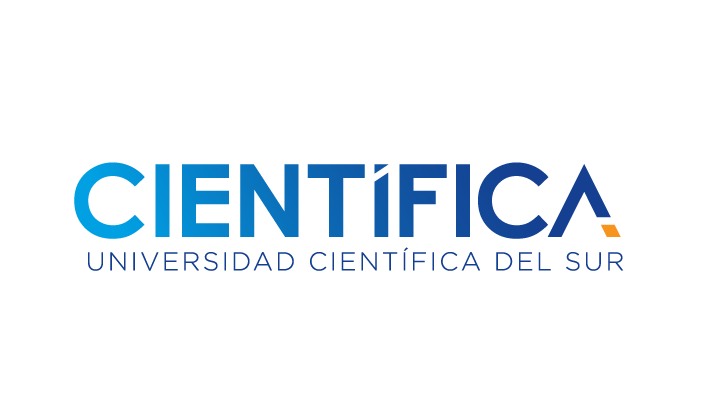 CIENTÍFICA
UNIVERSIDAD CIENTÍFICA DEL SUR